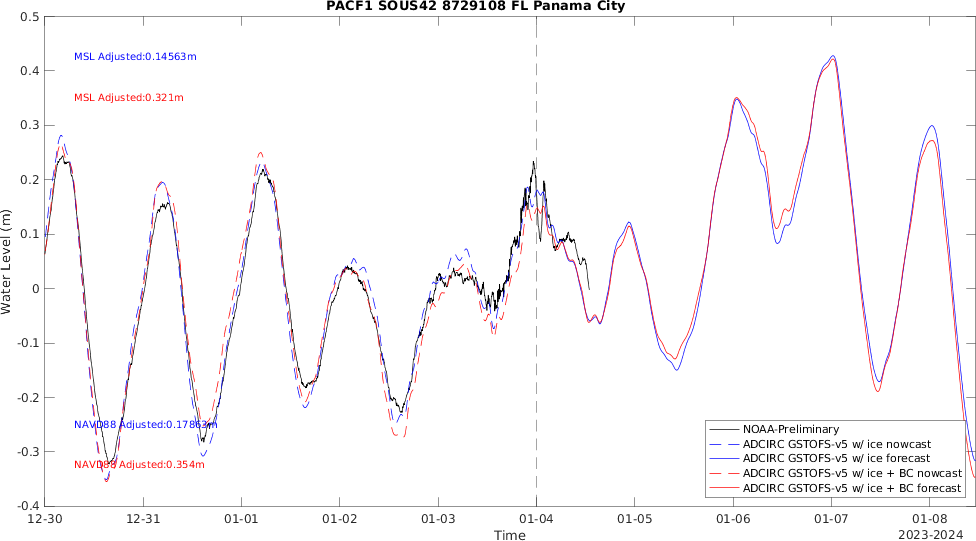 PACF1 SOUS42 8729108 FL Panama City
0.5
MSL Adjusted:0.14563m
0.4
MSL Adjusted:0.321m
0.3
0.2
0.1
Water Level (m)
0
-0.1
-0.2
NAVD88 Adjusted:0.17863m
-0.3
NAVD88 Adjusted:0.354m
-0.4
NOAA-Preliminary
ADCIRC GSTOFS-v5 w/ ice nowcast
ADCIRC GSTOFS-v5 w/ ice forecast
ADCIRC GSTOFS-v5 w/ ice + BC nowcast
ADCIRC GSTOFS-v5 w/ ice + BC forecast
12-30 12-31 01-01 01-02 01-03 01-04 01-05 01-06 01-07 01-08
Time
2023-2024